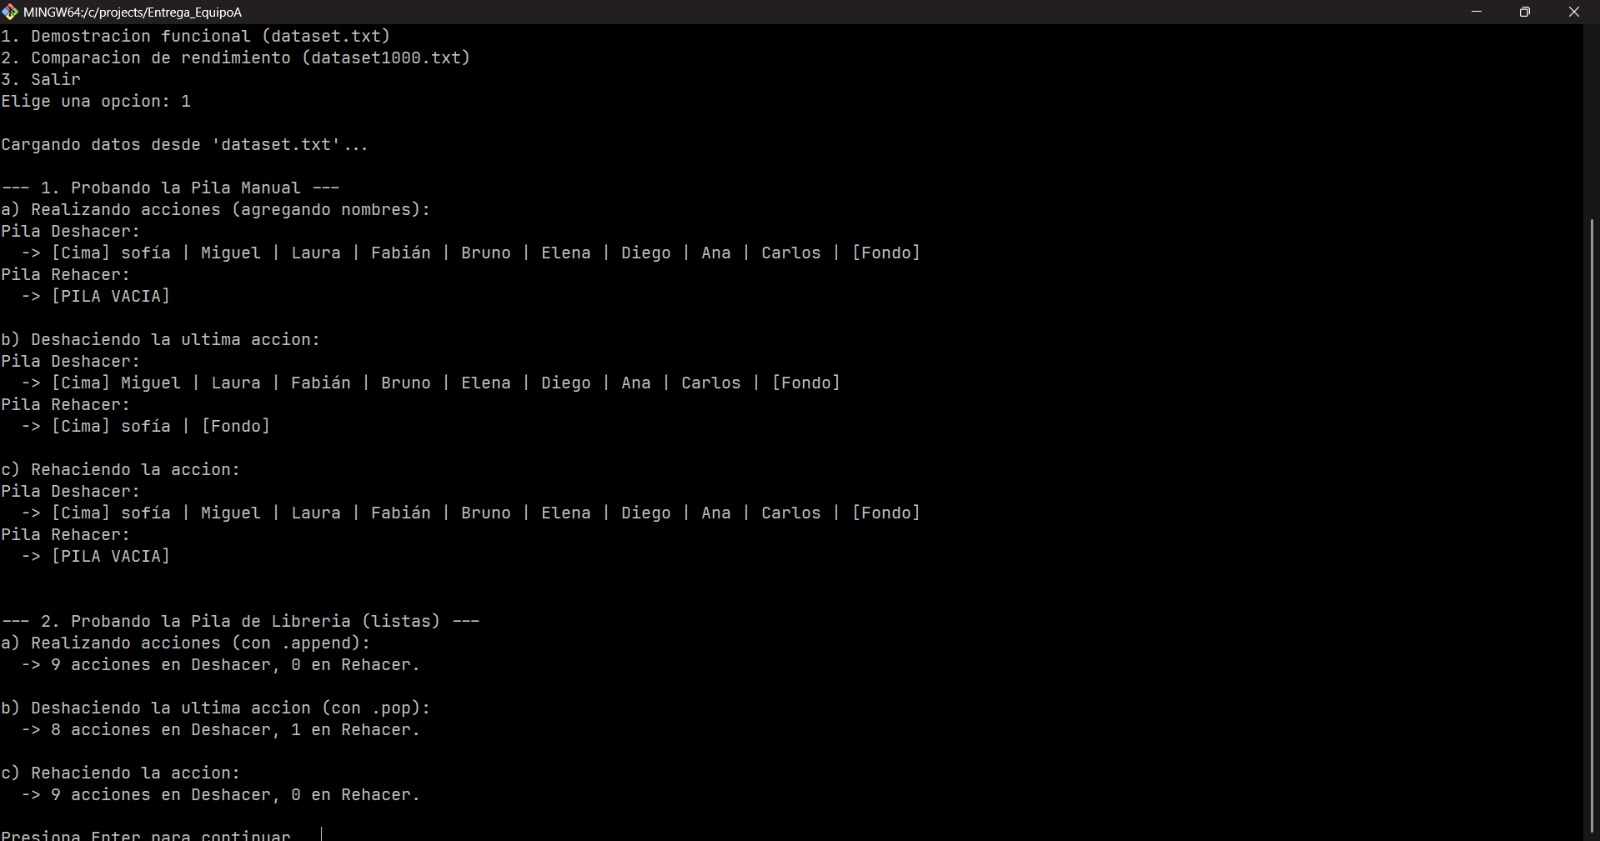 MINGW64:/c/projects/Entrega_EquipoA
1. Demostracion funcional (dataset.txt)
2. Comparacion de rendimiento (dataset1000.txt)
3. Salir
Elige una opcion: 1
Cargando datos desde 'dataset.txt'...
--- 1. Probando la Pila Manual ---
a) Realizando acciones (agregando nombres):
Pila Deshacer:
-> [Cima] sofía | Miguel | Laura | Fabián | Bruno | Elena | Diego | Ana | Carlos | [Fondo]
Pila Rehacer:
-> [PILA VACIA]
b) Deshaciendo la ultima accion:
Pila Deshacer:
-> [Cima] Miguel | Laura | Fabián | Bruno | Elena | Diego | Ana | Carlos | [Fondo]
Pila Rehacer:
-> [Cima] sofía | [Fondo]
c) Rehaciendo la accion:
Pila Deshacer:
-> [Cima] sofía | Miguel | Laura | Fabián | Bruno | Elena | Diego | Ana | Carlos | [Fondo]
Pila Rehacer:
-> [PILA VACIA]
--- 2. Probando la Pila de Libreria (listas) ---
a) Realizando acciones (con .append):
-> 9 acciones en Deshacer, 0 en Rehacer.
b) Deshaciendo la ultima accion (con .pop):
-> 8 acciones en Deshacer, 1 en Rehacer.
c) Rehaciendo la accion:
-> 9 acciones en Deshacer, 0 en Rehacer.
Presiona Enter para continuar